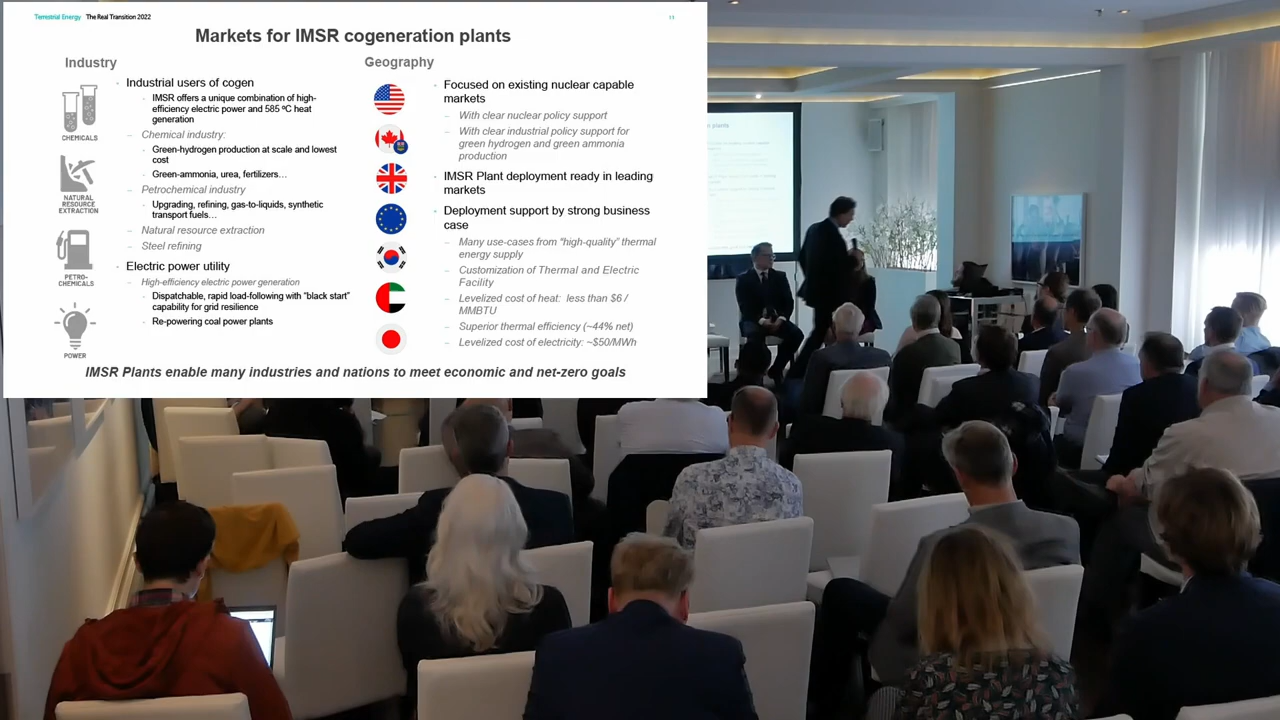 Terrestrial Energy The Real Transition 2022
13
Markets for IMSR cogeneration plants
Industry
Industrial users of cogen
IMSR offers a unique combination of high-
efficiency electric power and 585 ºC heat
generation
Chemical industry:
Green-hydrogen production at scale and lowest
cost
Green-ammonia, urea, fertilizers…
Petrochemical industry
Upgrading, refining, gas-to-liquids, synthetic
transport fuels…
Natural resource extraction
Steel refining
Electric power utility
High-efficiency electric power generation
Dispatchable, rapid load-following with "black start"
capability for grid resilience
Re-powering coal power plants
CHEMICALS
NATURAL
RESOURCE
EXTRACTION
PETRO-
CHEMICALS
POWER
Geography
Focused on existing nuclear capable
markets
With clear nuclear policy support
With clear industrial policy support for
green hydrogen and green ammonia
production
IMSR Plant deployment ready in leading
markets
Deployment support by strong business
case
Many use-cases from "high-quality" thermal
energy supply
Customization of Thermal and Electric
Facility
Levelized cost of heat: less than $6 /
MMBTU
Superior thermal efficiency (~44% net)
Levelized cost of electricity: ~$50/MWh
IMSR Plants enable many industries and nations to meet economic and net-zero goals
plants